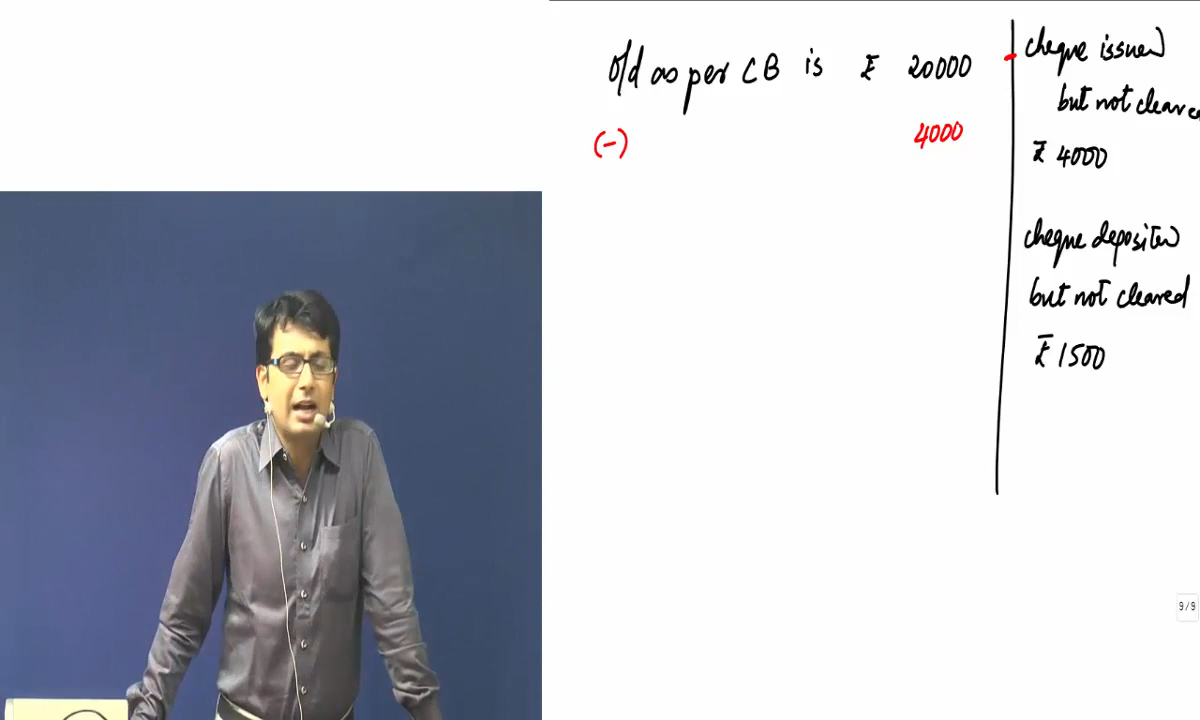 O/d as per CB is ₹ 20000
(-) 4000
cheque issued
but not cleared
₹ 4000
cheque deposited
but not cleared
₹ 1500
9/9